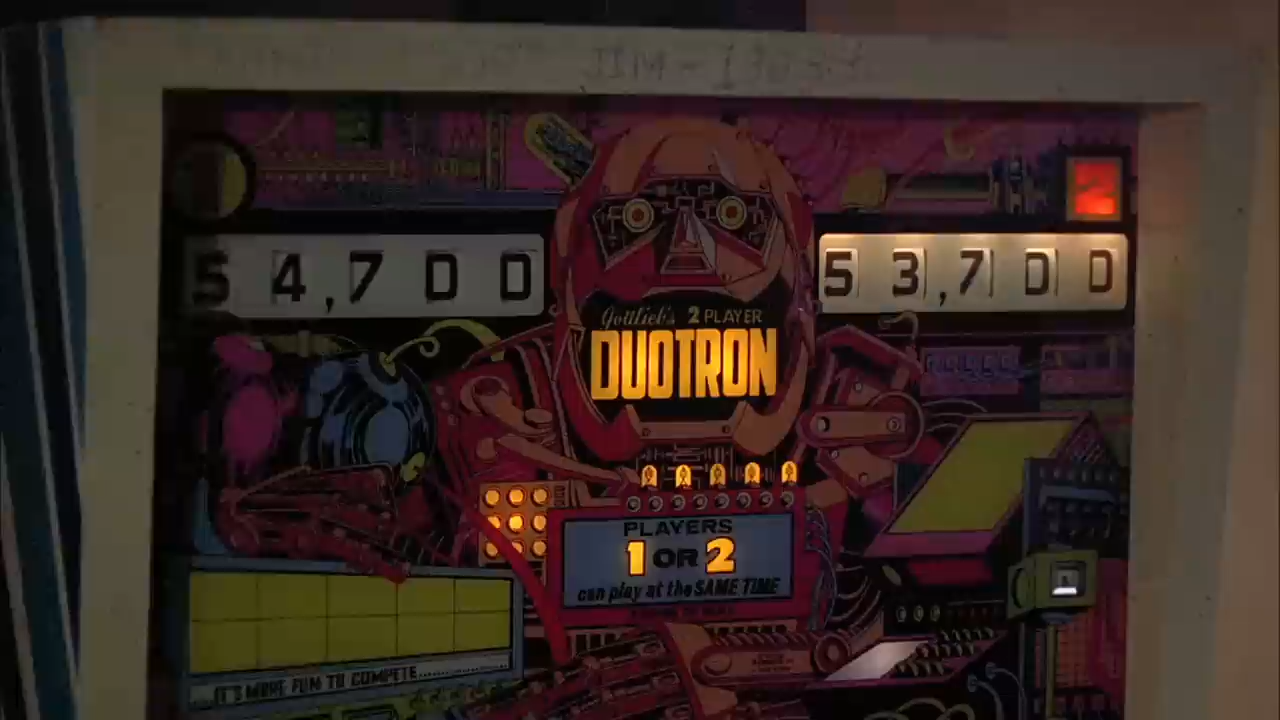 2
54,700
53,700
Gottlieb's 2 PLAYER
DUOTRON
PLAYERS
1 OR 2
can play at the SAME TIME
...IT'S MORE FUN TO COMPETE